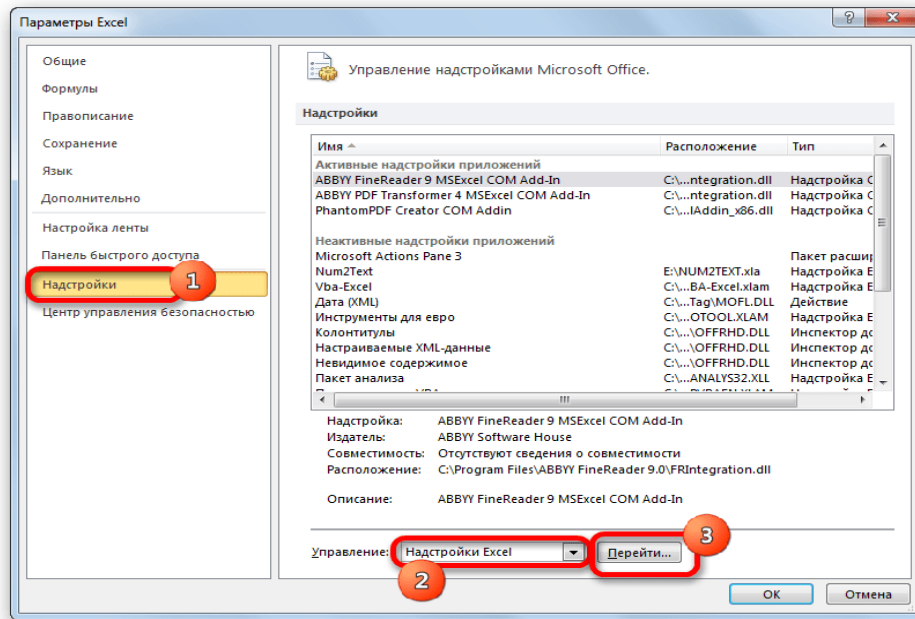 Параметры Excel
Общие
Формулы
Правописание
Сохранение
Язык
Дополнительно
Настройка ленты
Панель быстрого доступа
Надстройки
1
Центр управления безопасностью
Управление надстройками Microsoft Office.
Надстройки
Имя Расположение Тип
Активные надстройки приложений
ABBYY FineReader 9 MSExcel COM Add-In C:\...ntegration.dll Надстройка C
ABBYY PDF Transformer 4 MSExcel COM Add-In C:\...ntegration.dll Надстройка C
PhantomPDF Creator COM Addin C:\...lAddin_x86.dll Надстройка C
Неактивные надстройки приложений
Microsoft Actions Pane 3 Пакет расшир
Num2Text E:\NUM2TEXT.xla Надстройка E
Vba-Excel C:\...BA-Excel.xlam Надстройка E
Дата (XML) C:\...Tag\MOFL.DLL Действие
Инструменты для евро C:\...OTOOL.XLAM Надстройка E
Колонтитулы C:\...\OFFRHD.DLL Инспектор дс
Настраиваемые XML-данные C:\...\OFFRHD.DLL Инспектор дс
Невидимое содержимое C:\...\OFFRHD.DLL Инспектор дс
Пакет анализа C:\...ANALYS32.XLL Надстройка E
Надстройка: ABBYY FineReader 9 MSExcel COM Add-In
Издатель: ABBYY Software House
Совместимость: Отсутствуют сведения о совместимости
Расположение: C:\Program Files\ABBYY FineReader 9.0\FRIntegration.dll
Описание: ABBYY FineReader 9 MSExcel COM Add-In
Управление: Надстройки Excel Перейти...
2
3
OK Отмена